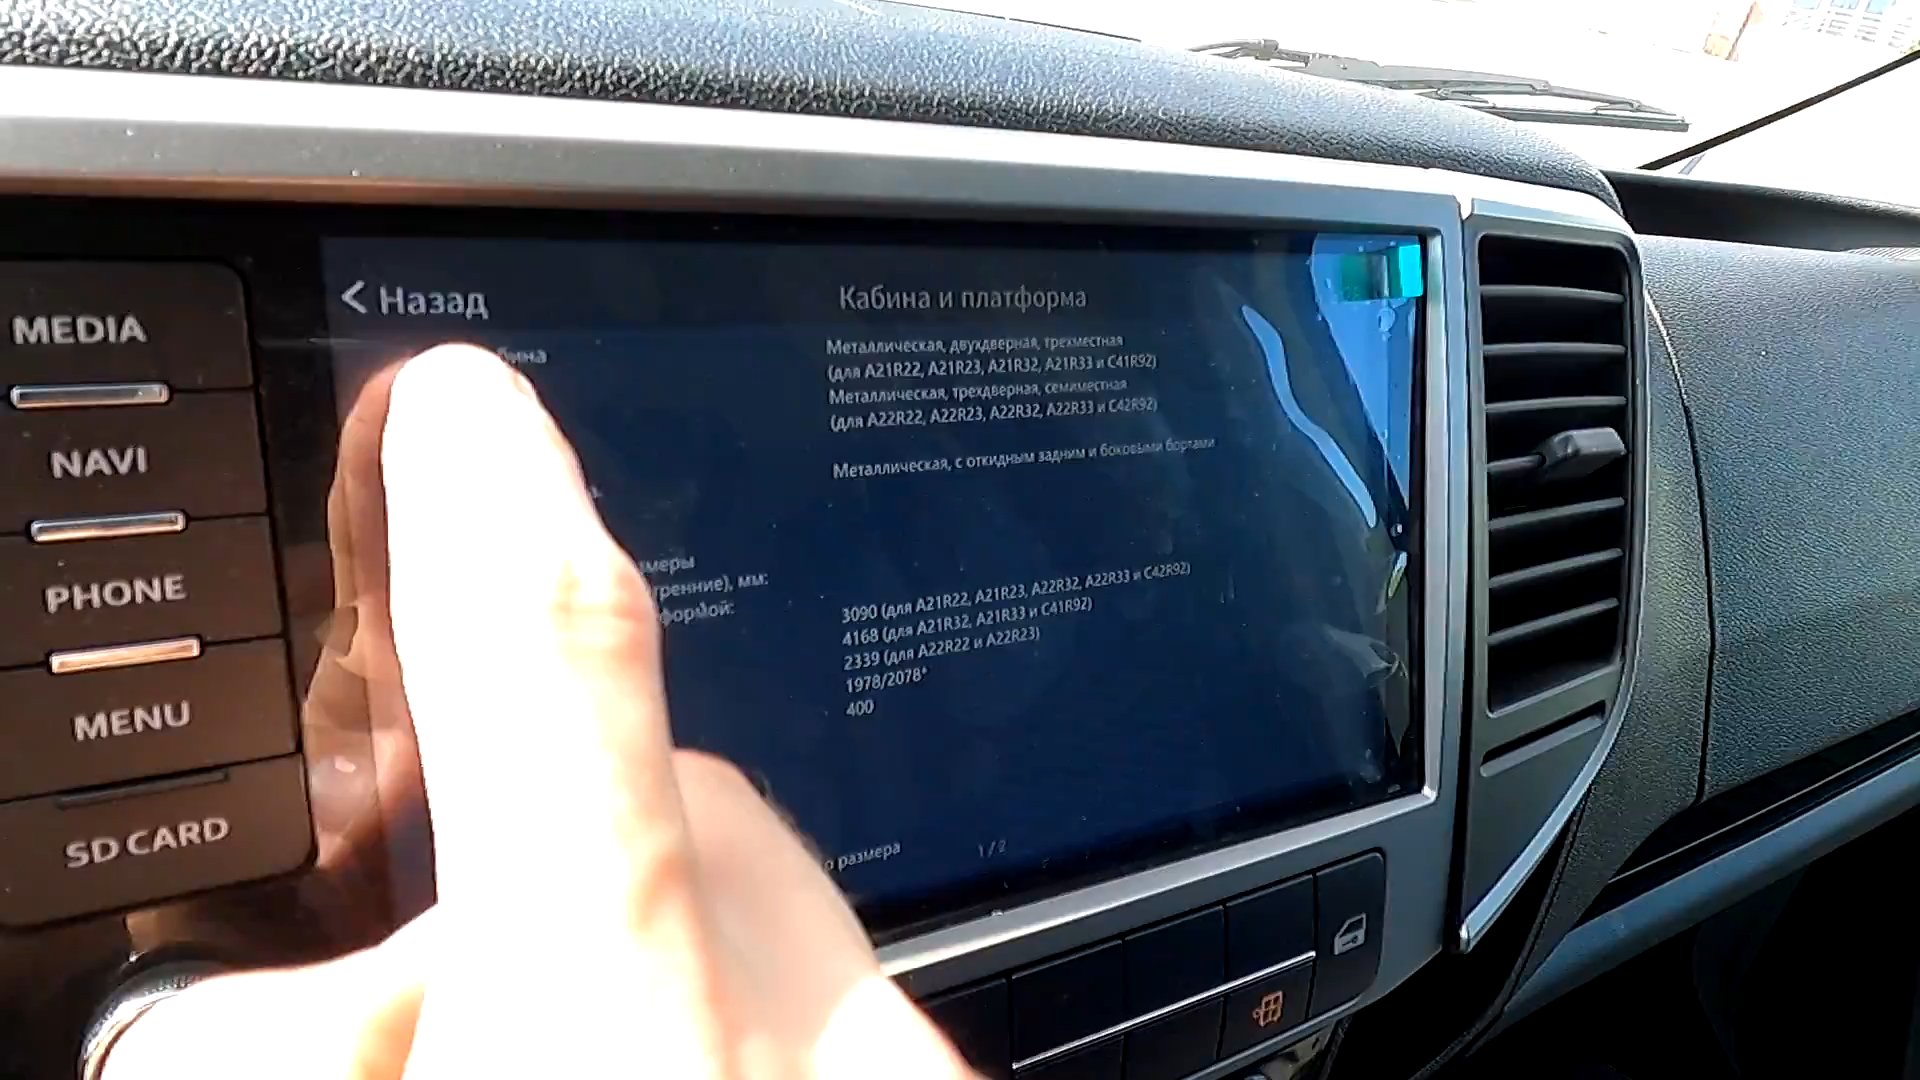 MEDIA
NAVI
PHONE
MENU
SD CARD
Назад
Кабина и платформа
Металлическая, двухдверная, трехместная
(для A21R22, A21R23, A21R32, A21R33 и C41R92)
Металлическая, трехдверная, семиместная
(для A22R22, A22R23, A22R32, A22R33 и C42R92)
Металлическая, с откидным задним и боковыми бортами
3090 (для A21R22, A21R23, A22R32, A22R33 и C42R92)
4168 (для A21R32, A21R33 и C41R92)
2339 (для A22R22 и A22R23)
1978/2078*
400
мм:
размера
1 / 2